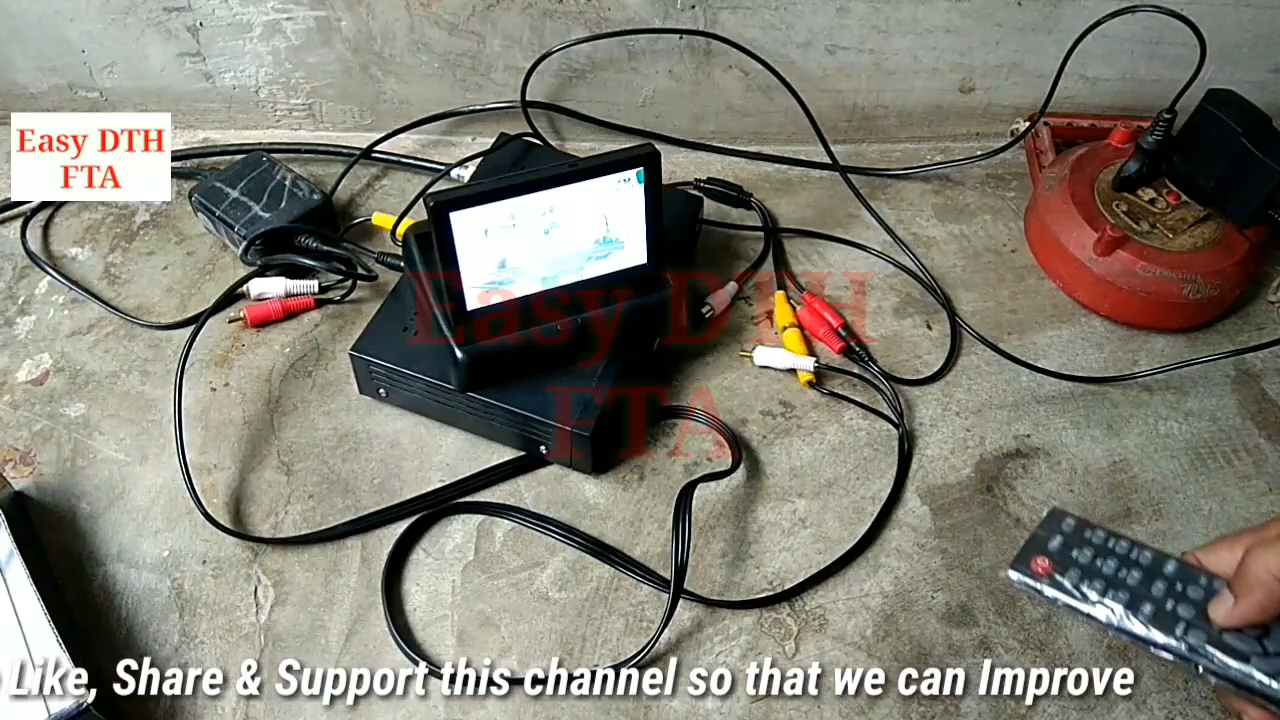 Easy DTH
FTA
Easy DTH
FTA
Like, Share & Support this channel so that we can Improve